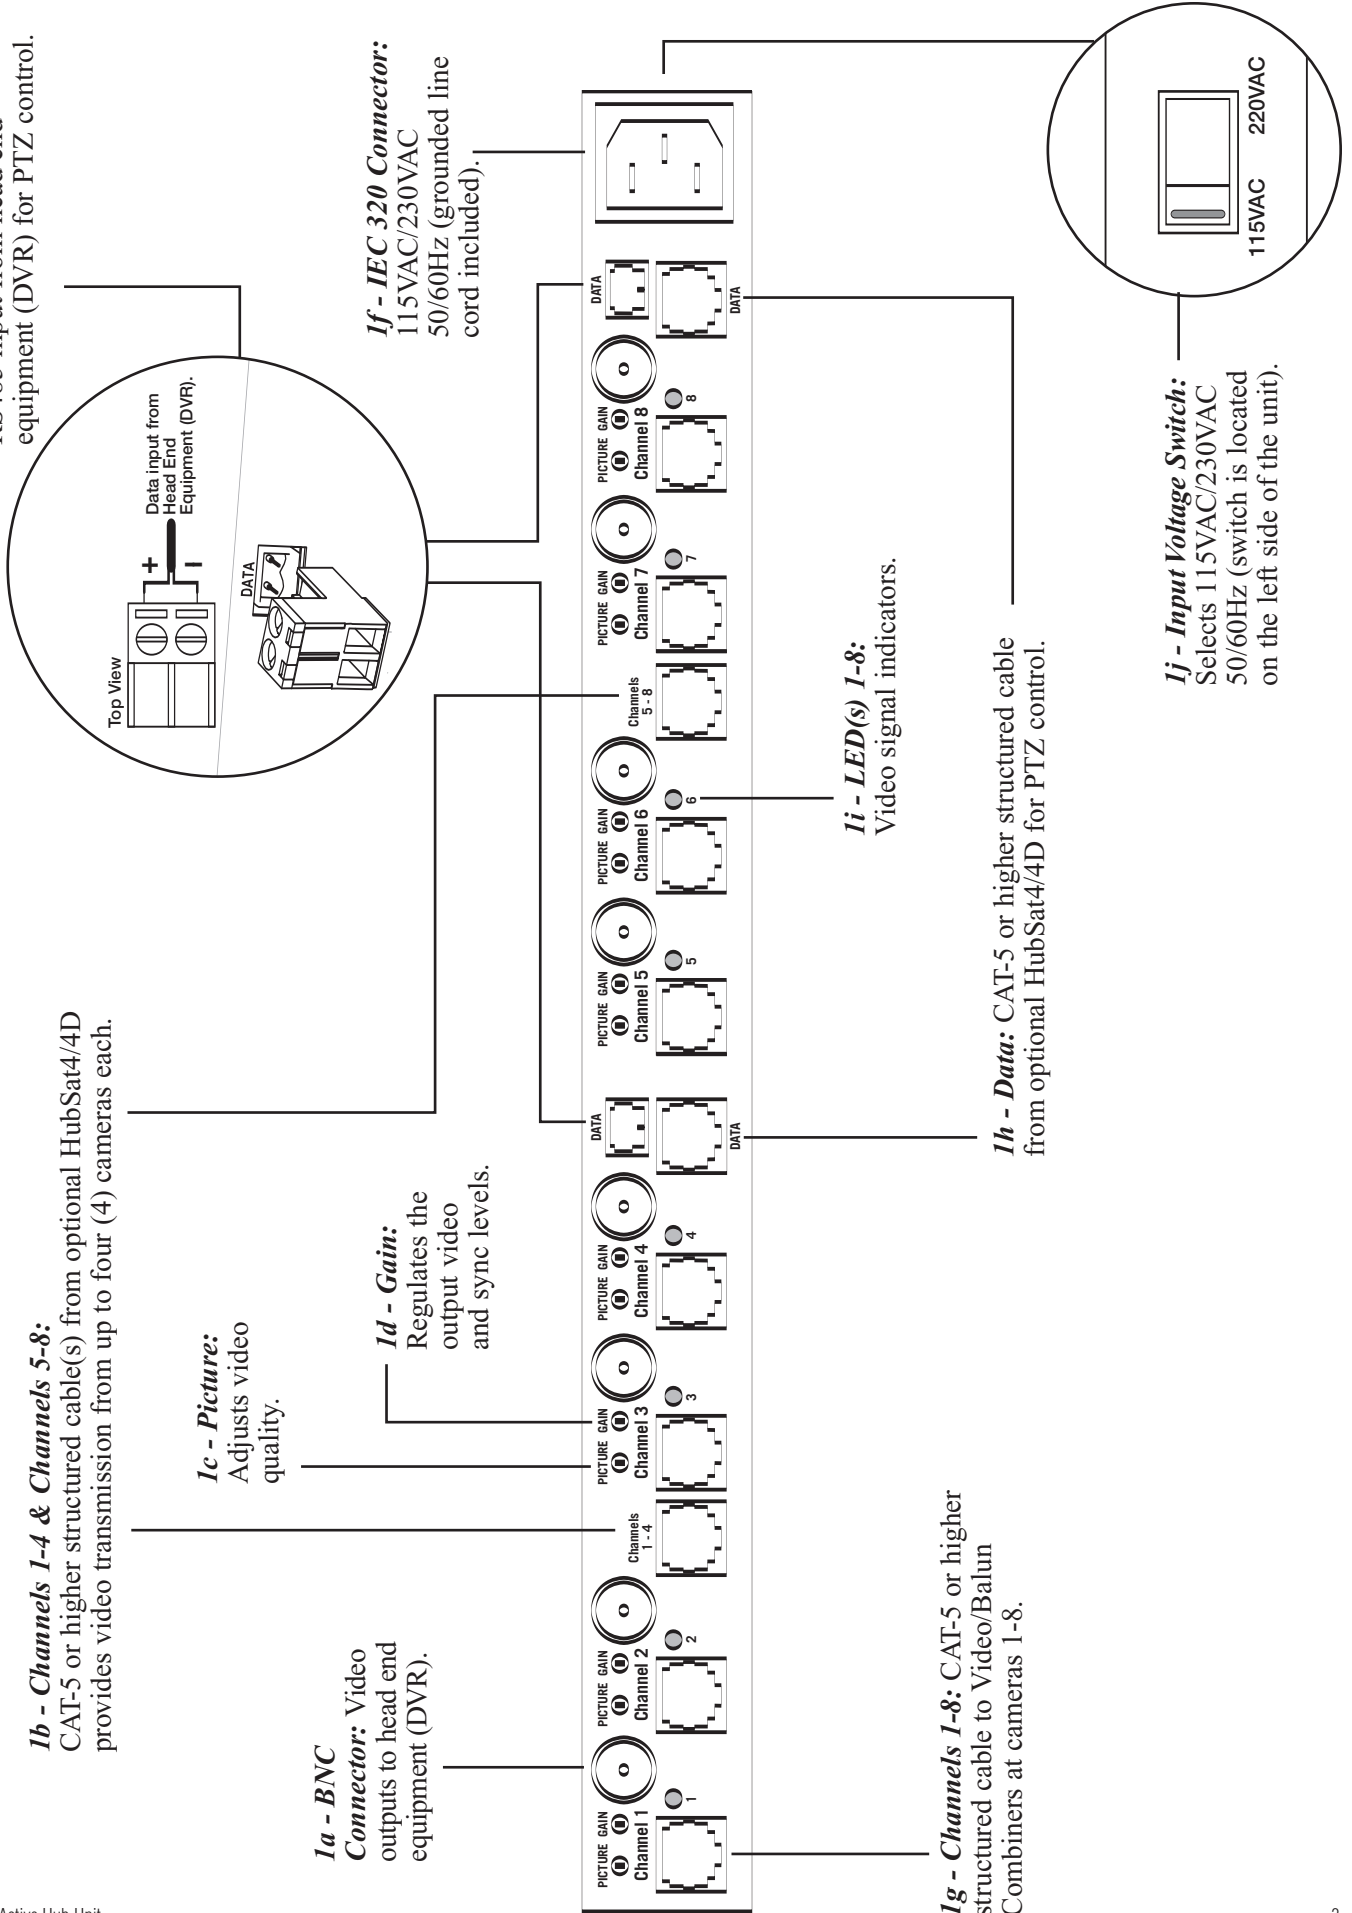 1b - Channels 1-4 & Channels 5-8:
CAT-5 or higher structured cable(s) from optional HubSat4/4D
provides video transmission from up to four (4) cameras each.
equipment (DVR) for PTZ control.
1a - BNC
Connector: Video
outputs to head end
equipment (DVR).
1c - Picture:
Adjusts video
quality.
1d - Gain:
Regulates the
output video
and sync levels.
Top View
+
–
Data input from
Head End
Equipment (DVR).
DATA
1f - IEC 320 Connector:
115VAC/230VAC
50/60Hz (grounded line
cord included).
PICTURE GAIN
Channel 1
1
PICTURE GAIN
Channel 2
2
Channels
1 - 4
PICTURE GAIN
Channel 3
3
PICTURE GAIN
Channel 4
4
DATA
DATA
PICTURE GAIN
Channel 5
5
PICTURE GAIN
Channel 6
6
Channels
5 - 8
PICTURE GAIN
Channel 7
7
PICTURE GAIN
Channel 8
8
DATA
DATA
1g - Channels 1-8: CAT-5 or higher
structured cable to Video/Balun
Combiners at cameras 1-8.
1h - Data: CAT-5 or higher structured cable
from optional HubSat4/4D for PTZ control.
1i - LED(s) 1-8:
Video signal indicators.
1j - Input Voltage Switch:
Selects 115VAC/230VAC
50/60Hz (switch is located
on the left side of the unit).
115VAC
220VAC